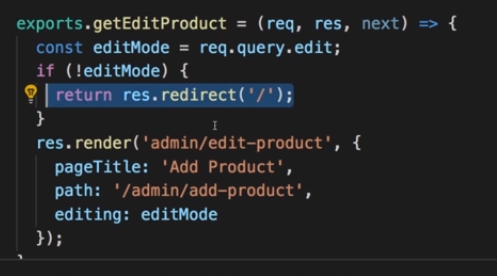 exports.getEditProduct = (req, res, next) => {
  const editMode = req.query.edit;
  if (!editMode) {
    return res.redirect('/');
  }
  res.render('admin/edit-product', {
    pageTitle: 'Add Product',
    path: '/admin/add-product',
    editing: editMode
  });